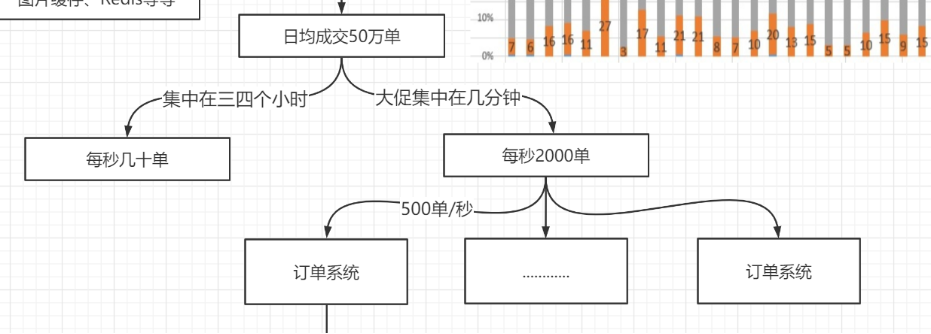 图片缓存、Redis等等
日均成交50万单
10%
0%
7 6 16 16 11 27 3 17 11 21 21 8 7 10 20 13 15 5 5 10 15 9 15
集中在三四个小时
大促集中在几分钟
每秒几十单
每秒2000单
500单/秒
订单系统
............
订单系统